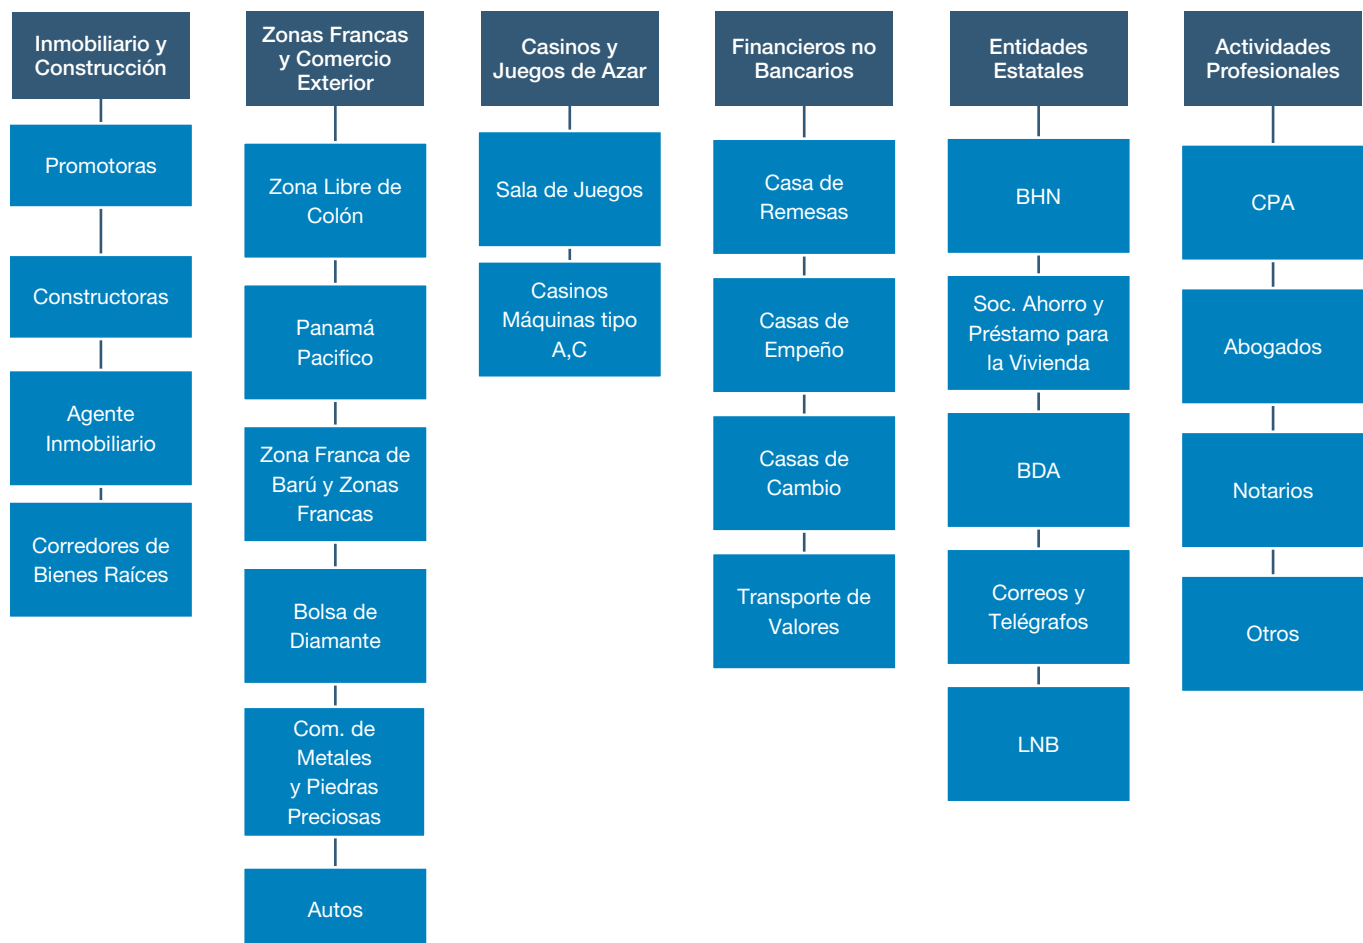 Inmobiliario y
Construcción
Promotoras
Constructoras
Agente
Inmobiliario
Corredores de
Bienes Raíces
Zonas Francas
y Comercio
Exterior
Zona Libre de
Colón
Panamá
Pacifico
Zona Franca de
Barú y Zonas
Francas
Bolsa de
Diamante
Com. de
Metales
y Piedras
Preciosas
Autos
Casinos y
Juegos de Azar
Sala de Juegos
Casinos
Máquinas tipo
A,C
Financieros no
Bancarios
Casa de
Remesas
Casas de
Empeño
Casas de
Cambio
Transporte de
Valores
Entidades
Estatales
BHN
Soc. Ahorro y
Préstamo para
la Vivienda
BDA
Correos y
Telégrafos
LNB
Actividades
Profesionales
CPA
Abogados
Notarios
Otros